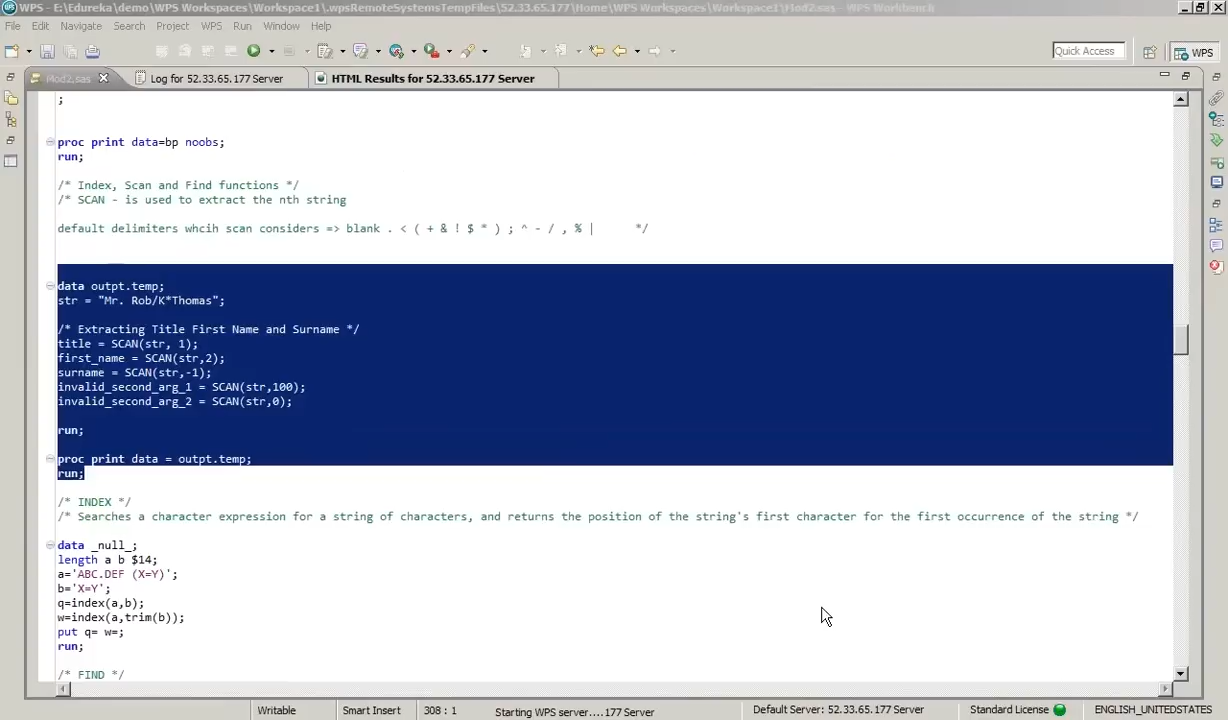 WPS - E:\Edureka\demo\WPS Workspaces\Workspace1\.wpsRemoteSystemsTempFiles\52.33.65.177\Home\WPS Workspaces\Workspace1\Mod2.sas - WPS Workbench
File Edit Navigate Search Project WPS Run Window Help
Quick Access
WPS
Mod2.sas
Log for 52.33.65.177 Server
HTML Results for 52.33.65.177 Server
;
proc print data=bp noobs;
run;
/* Index, Scan and Find functions */
/* SCAN - is used to extract the nth string
default delimiters whcih scan considers => blank . < ( + & ! $ * ) ; ^ - / , % | */
data outpt.temp;
str = "Mr. Rob/K*Thomas";
/* Extracting Title First Name and Surname */
title = SCAN(str, 1);
first_name = SCAN(str,2);
surname = SCAN(str,-1);
invalid_second_arg_1 = SCAN(str,100);
invalid_second_arg_2 = SCAN(str,0);
run;
proc print data = outpt.temp;
run;
/* INDEX */
/* Searches a character expression for a string of characters, and returns the position of the string's first character for the first occurrence of the string */
data _null_;
length a b $14;
a='ABC.DEF (X=Y)';
b='X=Y';
q=index(a,b);
w=index(a,trim(b));
put q= w=;
run;
/* FIND */
Writable Smart Insert 308 : 1 Starting WPS server....177 Server Default Server: 52.33.65.177 Server Standard License ENGLISH_UNITEDSTATES